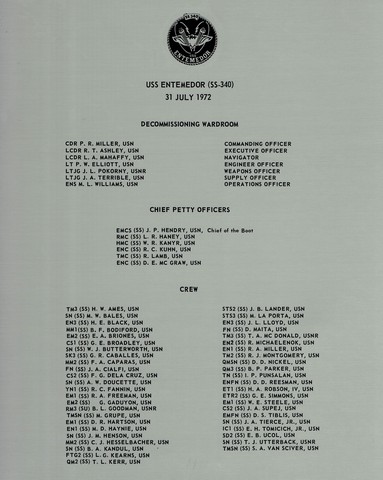 ENTEMEDOR
USS ENTEMEDOR (SS-340)
31 JULY 1972
DECOMMISSIONING WARDROOM
CDR P. R. MILLER, USN COMMANDING OFFICER
LCDR R. T. ASHLEY, USN EXECUTIVE OFFICER
LCDR L. A. MAHAFFY, USN NAVIGATOR
LT P. W. ELLIOTT, USN ENGINEER OFFICER
LTJG J. L. POKORNY, USNR WEAPONS OFFICER
LTJG J. A. TERRIBLE, USN SUPPLY OFFICER
ENS M. L. WILLIAMS, USN OPERATIONS OFFICER
CHIEF PETTY OFFICERS
EMCS (SS) J. P. HENDRY, USN, Chief of the Boat
RMC (SS) L. R. HANEY, USN
HMC (SS) W. R. KANYR, USN
ENC (SS) R. C. KUHN, USN
TMC (SS) R. LAMB, USN
ENC (SS) D. E. MC GRAW, USN
CREW
TM3 (SS) H. W. AMES, USN
SN (SS) M. W. BALES, USN
EN3 (SS) H. E. BLACK, USN
MM1(SS) B. F. BODIFORD, USN
EM2 (SS) E. A. BRIONES, USN
CS1 (SS) G. E. BROADLEY, USN
SN (SS) W. J. BUTTERWORTH, USN
SK3 (SS) G. R. CABALLES, USN
MM2 (SS) P. A. CAPARAS, USN
FN (SS) J. A. CIALFI, USN
CS2 (SS) P. G. DELA CRUZ, USN
SN (SS) A. W. DOUCETTE, USN
YN1 (SS) R. C. FANNIN, USN
EM1 (SS) R. A. FREEMAN, USN
EM2 (SS) G. GADUYON, USN
RM3 (SU) B. L. GOODMAN, USNR
TMSN (SS) M. GRUPE, USN
EM1 (SS) D. R. HARTSON, USN
EN3 (SS) M. D. HAYNIE, USN
SN (SS) J. M. HENSON, USN
MM2 (SS) C. J. HESSELBACHER, USN
SN (SS) B. A. KANDUL, USN
FTG2 (SS) L. G. KEARNS, USN
QM2 (SS) T. L. KERR, USN
STS2 (SS) J. B. LANDER, USN
STS3 (SS) M. LA PORTA, USN
EN3 (SS) J. L. LLOYD, USN
FN (SS) D. MAITA, USN
TM2 (SS) T. A. MC DONALD, USNR
EN2 (SS) R. MICHAELENOK, USN
EN1 (SS) R. A. MILLER, USN
TM2 (SS) R. J. MONTGOMERY, USN
QMSN (SS) D. D. NICKEL, USN
QM3 (SS) B. P. PARKER, USN
TN (SS) I. P. PUNSALAN, USN
EMFN (SS) D. D. REESMAN, USN
ET1 (SS) H. A. ROBSON, IV, USN
ETR2 (SS) G. E. SIMMONS, USN
EM1 (SS) W. E. STEELE, USN
CS2 (SS) J. A. SUPEJ, USN
EMFN (SS) D. S. TIBLIS, USN
SN (SS) J. A. TIERCE, JR., USN
IC1 (SS) E. H. TOMICICH, JR., USN
SD2 (SS) E. B. UCOL, USN
SN (SS) T. J. UTTERBACK, USNR
TMSN (SS) S. A. VAN SCIVER, USN